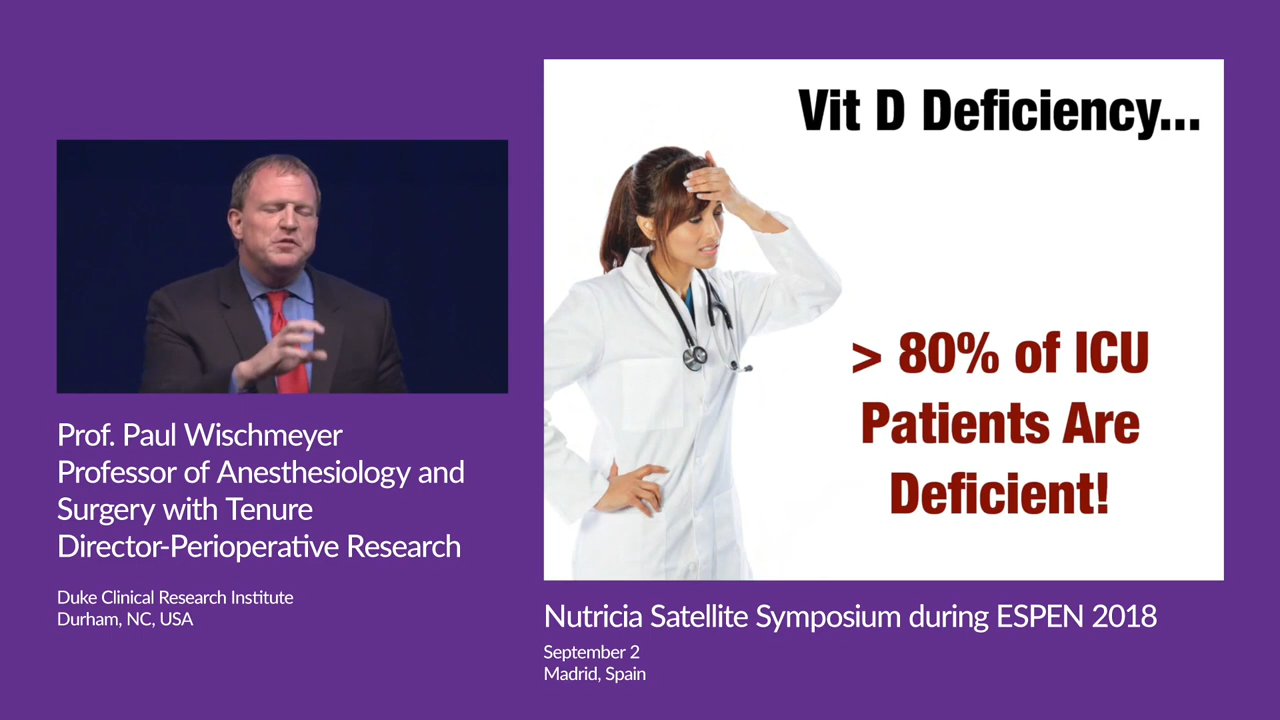 Prof. Paul Wischmeyer
Professor of Anesthesiology and
Surgery with Tenure
Director-Perioperative Research
Duke Clinical Research Institute
Durham, NC, USA
Vit D Deficiency...
> 80% of ICU
Patients Are
Deficient!
Nutricia Satellite Symposium during ESPEN 2018
September 2
Madrid, Spain